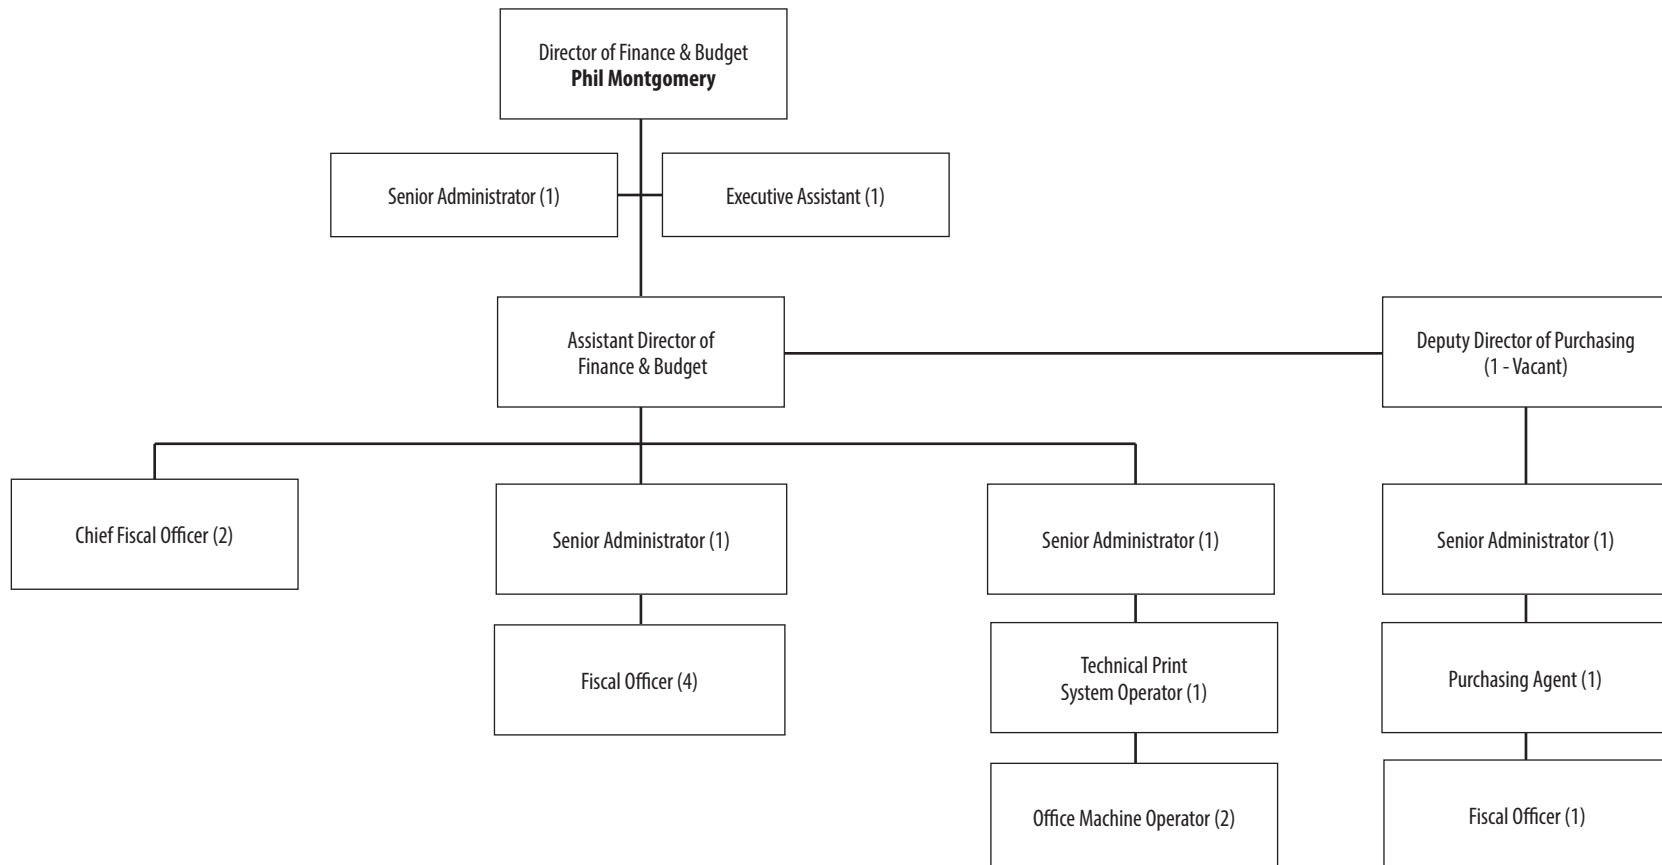 Director of Finance & Budget
Phil Montgomery
Senior Administrator (1)
Executive Assistant (1)
Assistant Director of
Finance & Budget
Deputy Director of Purchasing
(1 - Vacant)
Chief Fiscal Officer (2)
Senior Administrator (1)
Senior Administrator (1)
Senior Administrator (1)
Fiscal Officer (4)
Technical Print
System Operator (1)
Purchasing Agent (1)
Office Machine Operator (2)
Fiscal Officer (1)